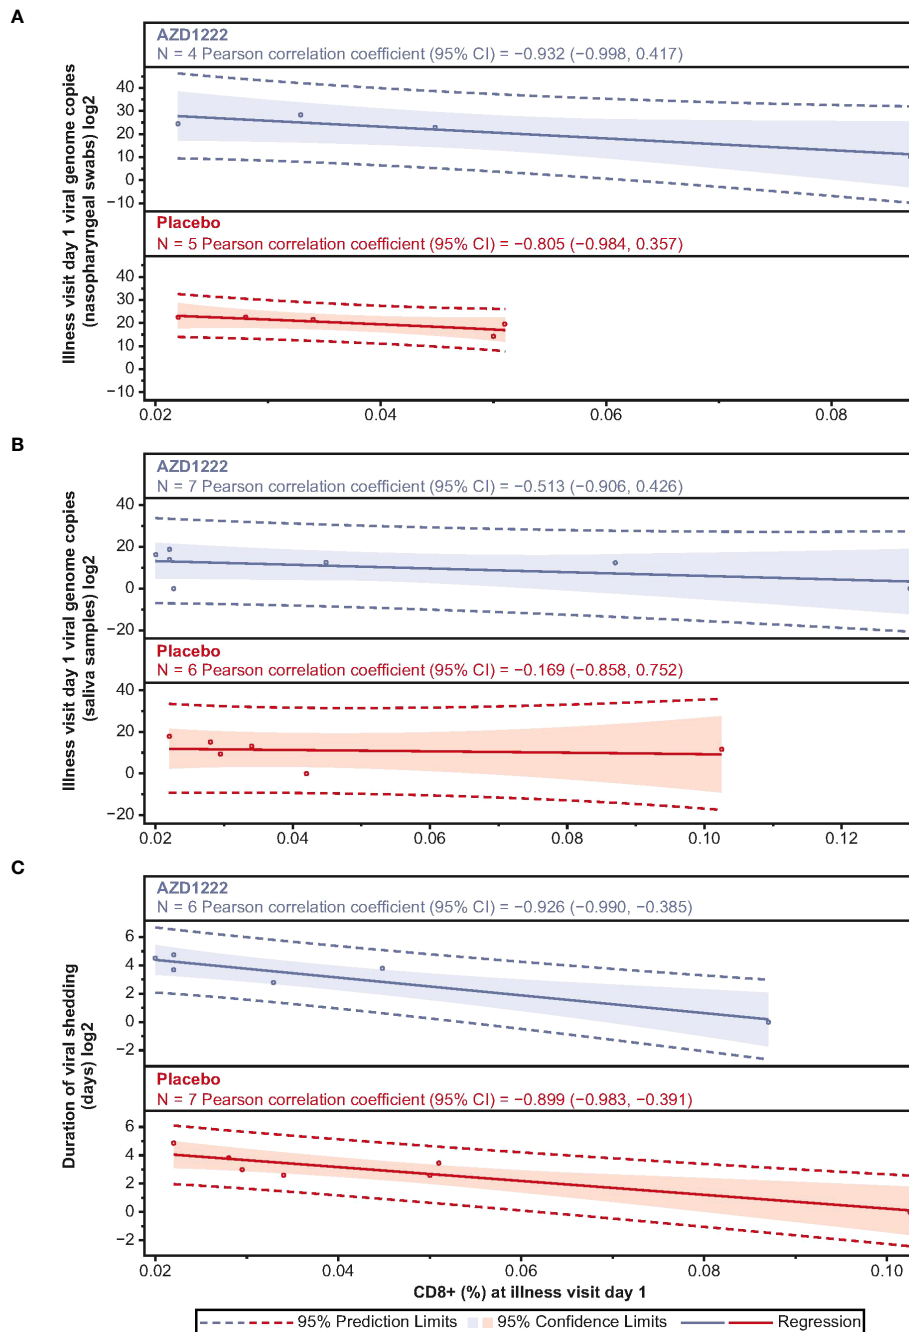 A
AZD1222
N = 4 Pearson correlation coefficient (95% CI) = −0.932 (−0.998, 0.417)
40
30
20
10
0
−10
Placebo
N = 5 Pearson correlation coefficient (95% CI) = −0.805 (−0.984, 0.357)
40
30
20
10
0
−10
Illness visit day 1 viral genome copies
(nasopharyngeal swabs) log2
0.02 0.04 0.06 0.08
B
AZD1222
N = 7 Pearson correlation coefficient (95% CI) = −0.513 (−0.906, 0.426)
40
20
0
−20
Placebo
N = 6 Pearson correlation coefficient (95% CI) = -0.169 (−0.858, 0.752)
40
20
0
−20
Illness visit day 1 viral genome copies
(saliva samples) log2
0.02 0.04 0.06 0.08 0.10 0.12
C
AZD1222
N = 6 Pearson correlation coefficient (95% CI) = −0.926 (−0.990, −0.385)
6
4
2
0
−2
Placebo
N = 7 Pearson correlation coefficient (95% CI) = −0.899 (−0.983, −0.391)
6
4
2
0
−2
Duration of viral shedding
(days) log2
0.02 0.04 0.06 0.08 0.10
CD8+ (%) at illness visit day 1
95% Prediction Limits 95% Confidence Limits Regression